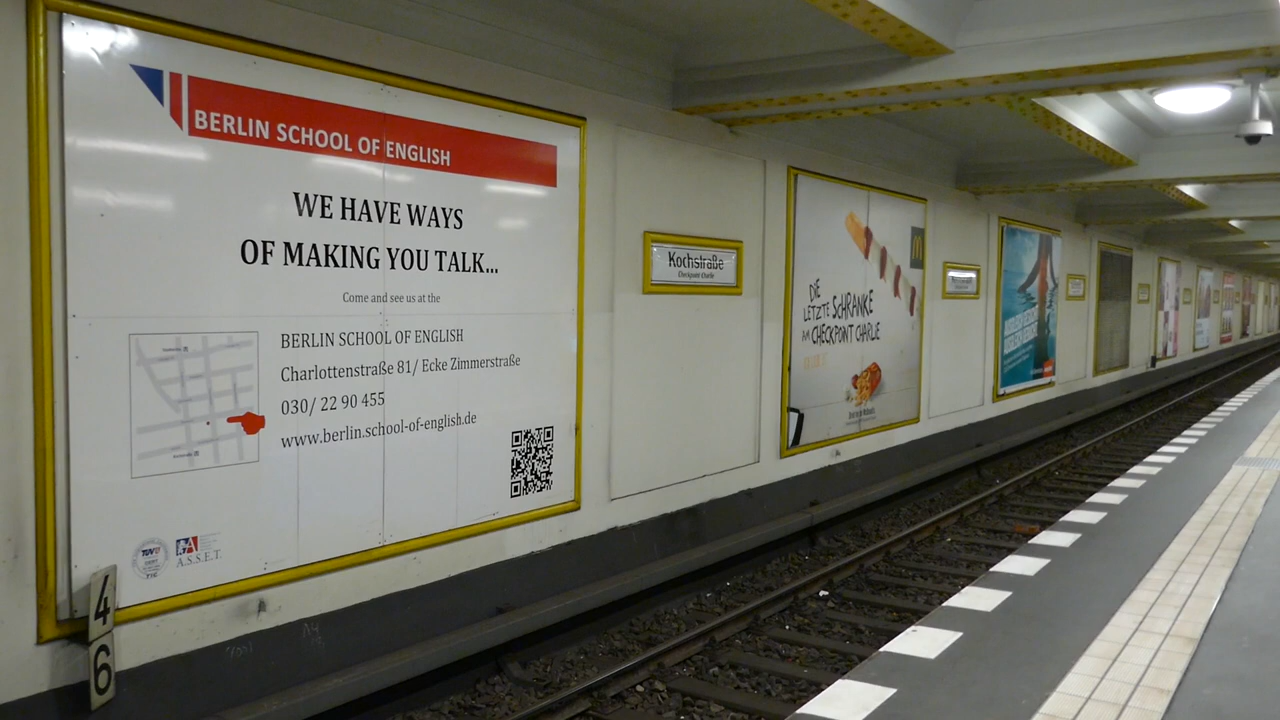 BERLIN SCHOOL OF ENGLISH
WE HAVE WAYS
OF MAKING YOU TALK...
Come and see us at the
BERLIN SCHOOL OF ENGLISH
Charlottenstraße 81/ Ecke Zimmerstraße
030/ 22 90 455
www.berlin.school-of-english.de
TÜV
A.S.S.E.T.
4
6
Kochstraße
Checkpoint Charlie
DIE
LETZTE SCHRANKE
AM CHECKPOINT CHARLIE